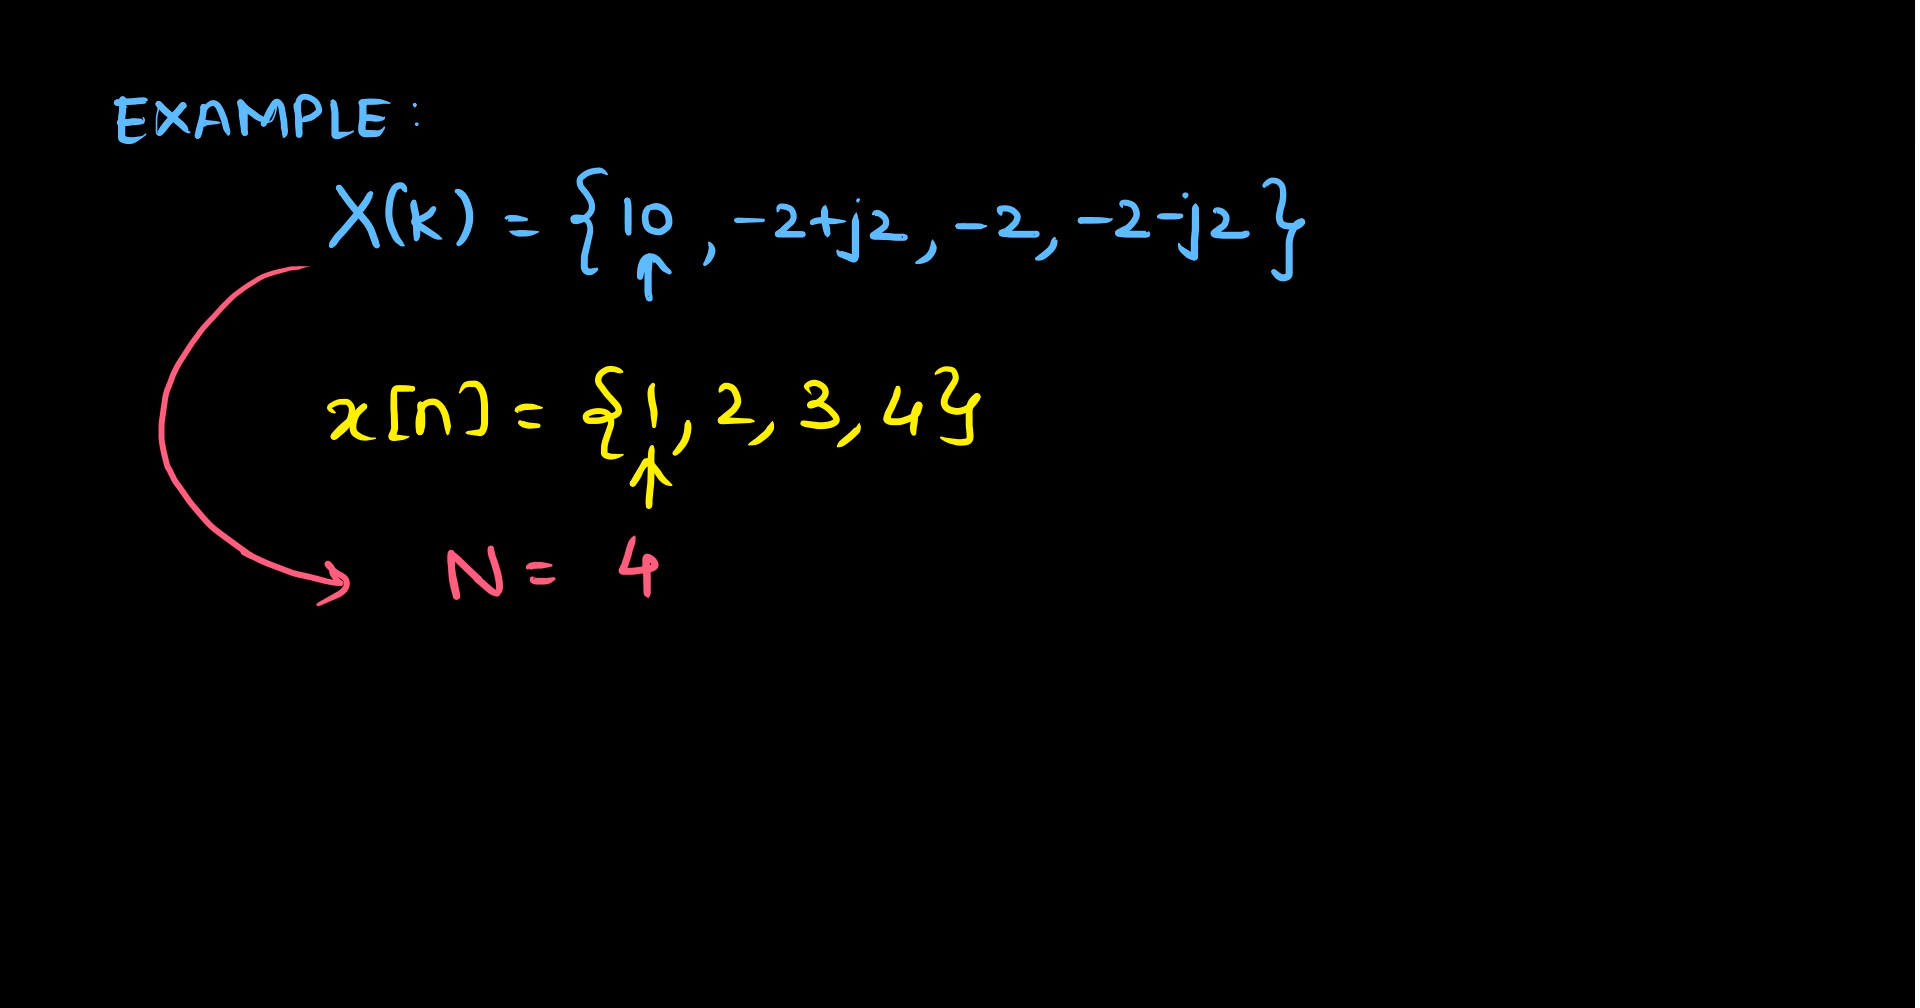 EXAMPLE:
X(k) = {10, -2+j2, -2, -2-j2}
↑
x[n] = {1, 2, 3, 4}
↑
N = 4